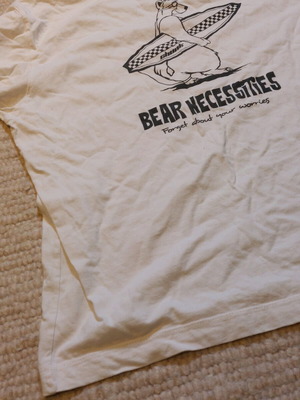 BEAR NECESSITIES
Forget about your worries